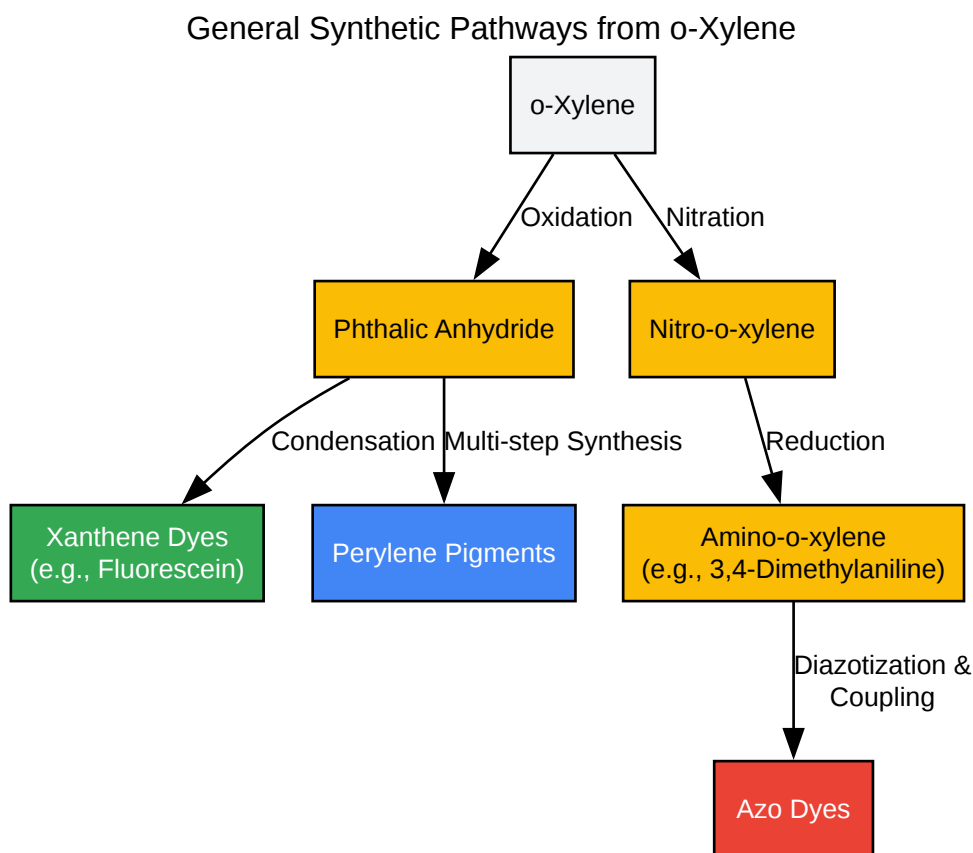 General Synthetic Pathways from o-Xylene
o-Xylene
Oxidation
Nitration
Phthalic Anhydride
Nitro-o-xylene
Condensation
Multi-step Synthesis
Reduction
Xanthene Dyes
(e.g., Fluorescein)
Perylene Pigments
Amino-o-xylene
(e.g., 3,4-Dimethylaniline)
Diazotization &
Coupling
Azo Dyes